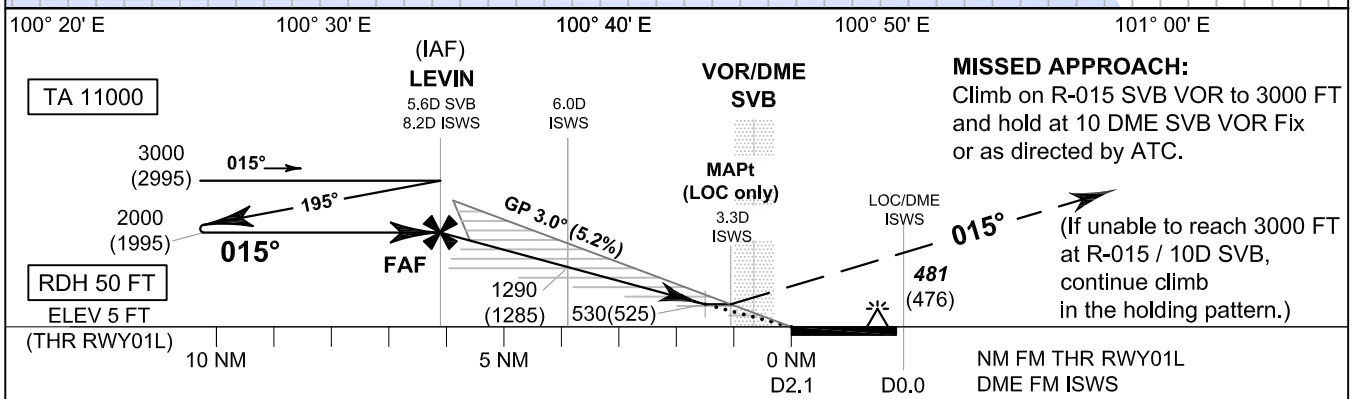 100° 20' E 100° 30' E 100° 40' E 100° 50' E 101° 00' E
(IAF)
LEVIN
5.6D SVB
8.2D ISWS
6.0D
ISWS
VOR/DME
SVB
MISSED APPROACH:
Climb on R-015 SVB VOR to 3000 FT
and hold at 10 DME SVB VOR Fix
or as directed by ATC.
TA 11000
3000
(2995)
015°
195°
2000
(1995)
015°
FAF
GP 3.0° (5.2%)
MAPt
(LOC only)
3.3D
ISWS
LOC/DME
ISWS
015°
(If unable to reach 3000 FT
at R-015 / 10D SVB,
continue climb
in the holding pattern.)
RDH 50 FT
ELEV 5 FT
(THR RWY01L)
1290
(1285)
530(525)
481
(476)
10 NM 5 NM 0 NM NM FM THR RWY01L
D2.1 D0.0 DME FM ISWS